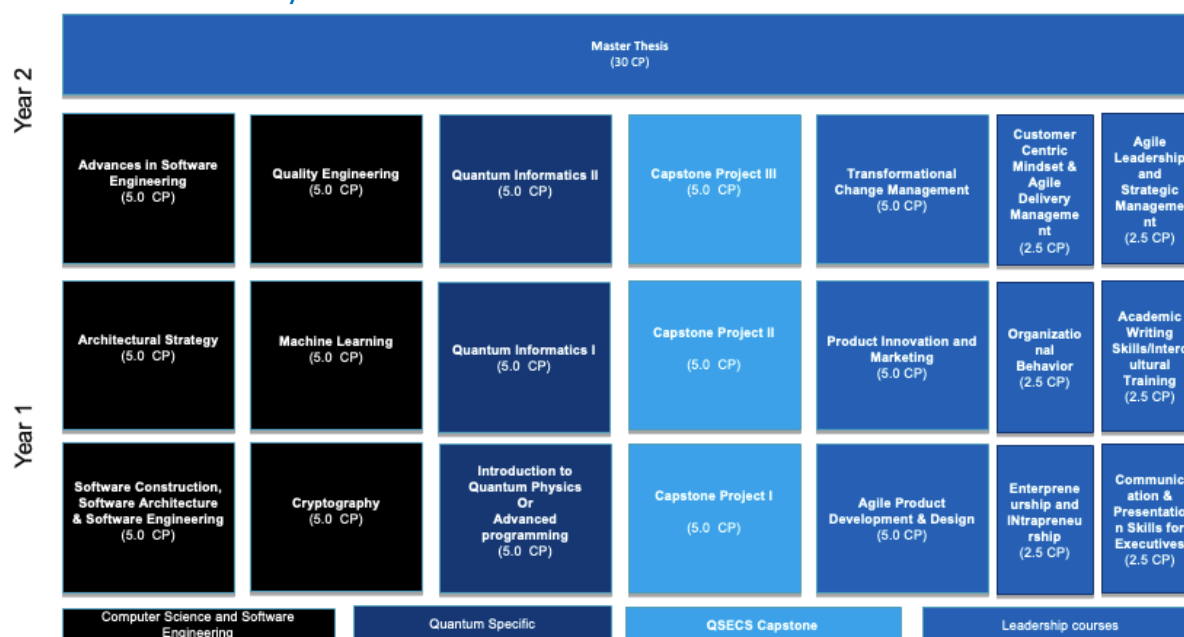 Master Thesis
(30 CP)
Year 2
Advances in Software
Engineering
(5.0 CP)
Quality Engineering
(5.0 CP)
Quantum Informatics II
(5.0 CP)
Capstone Project III
(5.0 CP)
Transformational
Change Management
(5.0 CP)
Customer
Centric
Mindset &
Agile
Delivery
Manageme
nt
(2.5 CP)
Agile
Leadership
and
Strategic
Manageme
nt
(2.5 CP)
Architectural Strategy
(5.0 CP)
Machine Learning
(5.0 CP)
Quantum Informatics I
(5.0 CP)
Capstone Project II
(5.0 CP)
Product Innovation and
Marketing
(5.0 CP)
Organizatio
nal
Behavior
(2.5 CP)
Academic
Writing
Skills/Interc
ultural
Training
(2.5 CP)
Year 1
Software Construction,
Software Architecture
& Software Engineering
(5.0 CP)
Cryptography
(5.0 CP)
Introduction to
Quantum Physics
Or
Advanced
programming
(5.0 CP)
Capstone Project I
(5.0 CP)
Agile Product
Development & Design
(5.0 CP)
Enterprene
urship and
INtrapreneu
rship
(2.5 CP)
Communic
ation &
Presentatio
n Skills for
Executives
(2.5 CP)
Computer Science and Software
Engineering
Quantum Specific
QSECS Capstone
Leadership courses